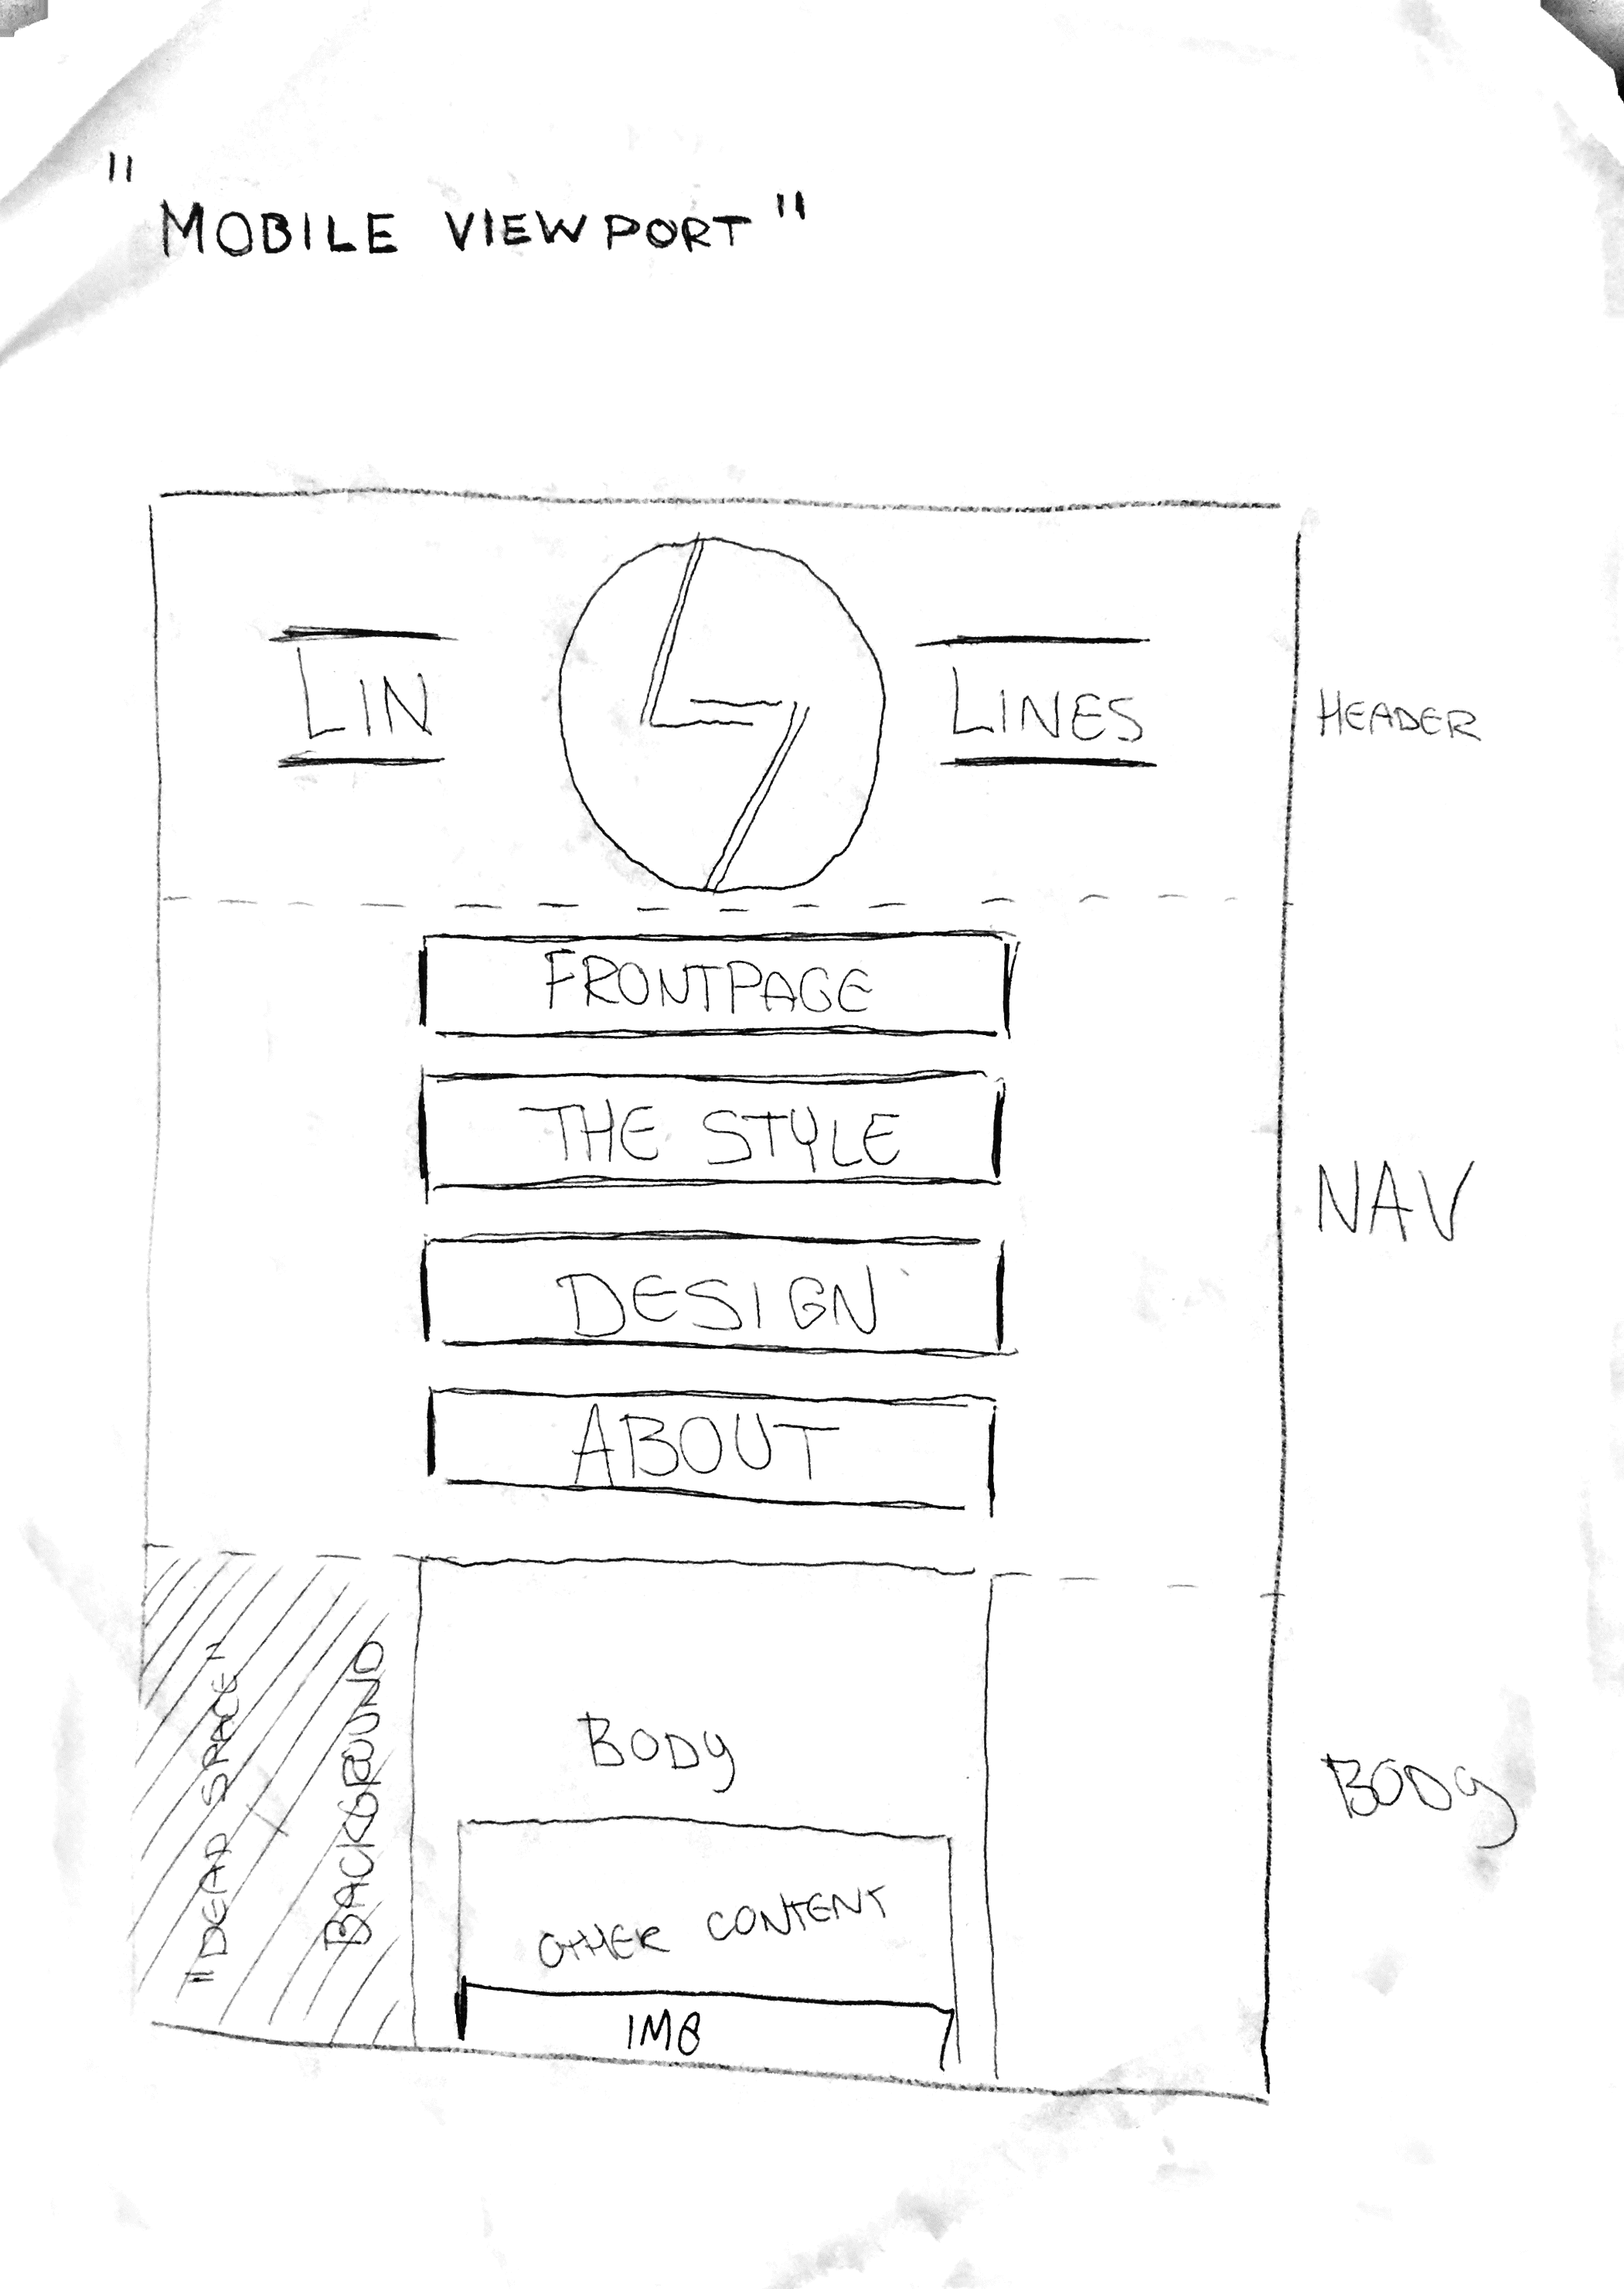 "MOBILE VIEWPORT"
LIN
LINES
HEADER
FRONTPAGE
THE STYLE
NAV
DESIGN
ABOUT
"DEAD SPACE"
BACKGROUND
BODY
BODY
OTHER CONTENT
IMG